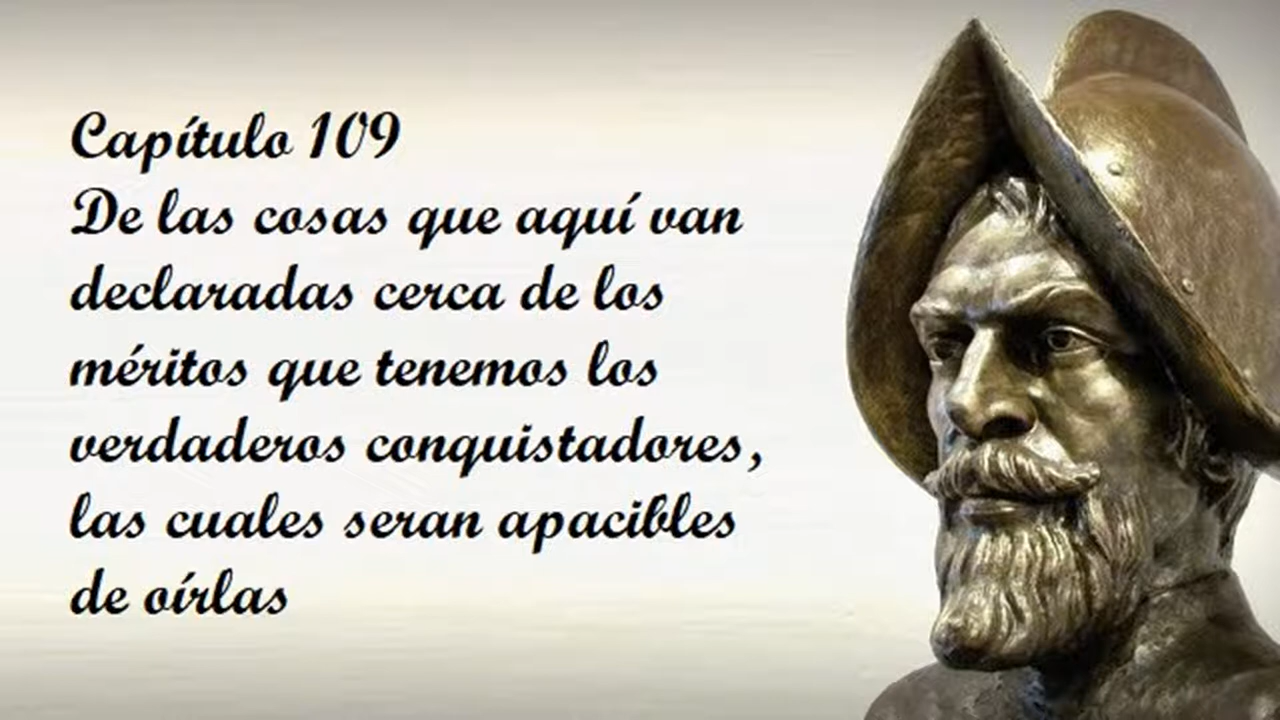 Capítulo 109
De las cosas que aquí van
declaradas cerca de los
méritos que tenemos los
verdaderos conquistadores,
las cuales seran apacibles
de oírlas